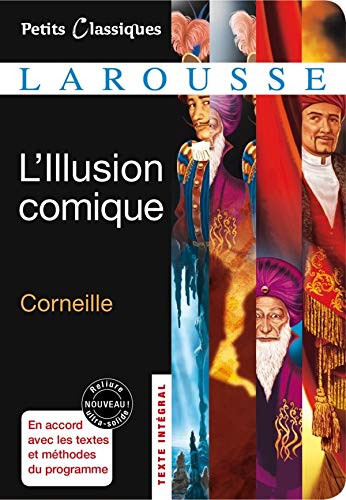 Petits Classiques
LAROUSSE
L'Illusion
comique
Corneille
Reliure
NOUVEAU !
ultra-solide
En accord
avec les textes
et méthodes
du programme
TEXTE INTÉGRAL